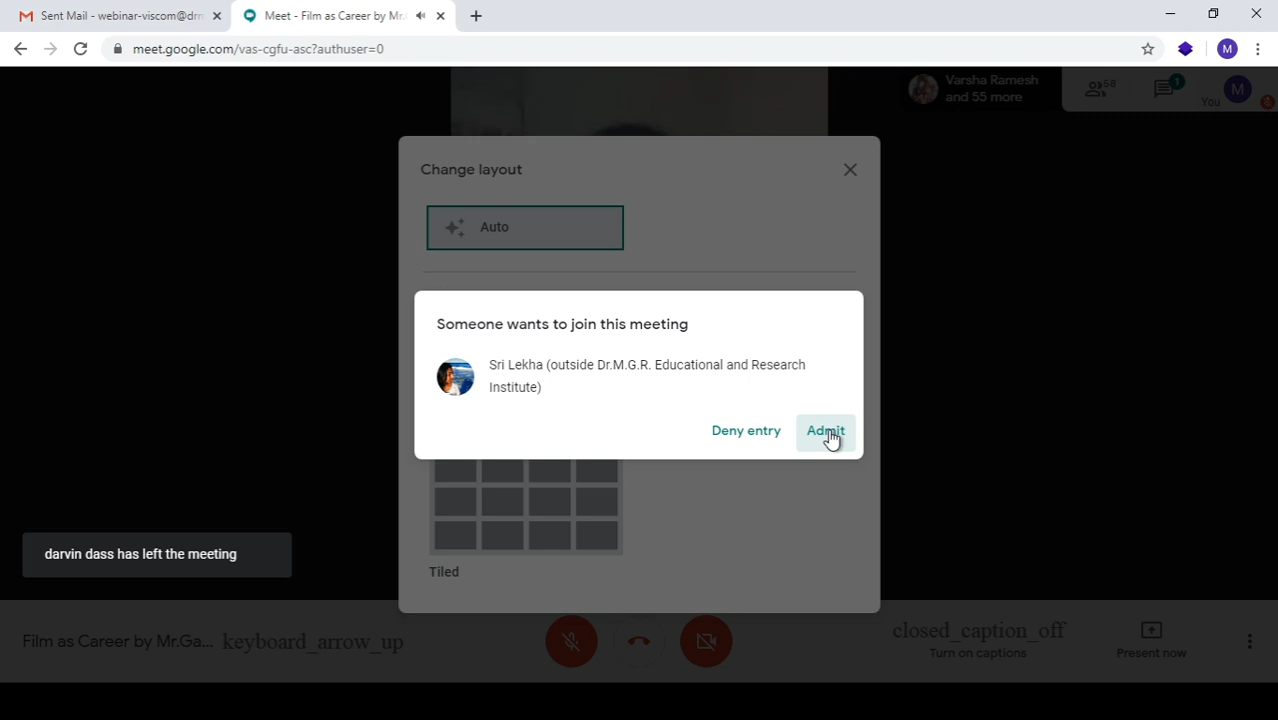 Sent Mail - webinar-viscom@drm
Meet - Film as Career by Mr.
meet.google.com/vas-cgfu-asc?authuser=0
M
Varsha Ramesh
and 55 more
58
1
You
M
Change layout
Auto
Someone wants to join this meeting
Sri Lekha (outside Dr.M.G.R. Educational and Research
Institute)
Deny entry
Admit
Tiled
darvin dass has left the meeting
Film as Career by Mr.Ga... keyboard_arrow_up
closed_caption_off
Turn on captions
Present now